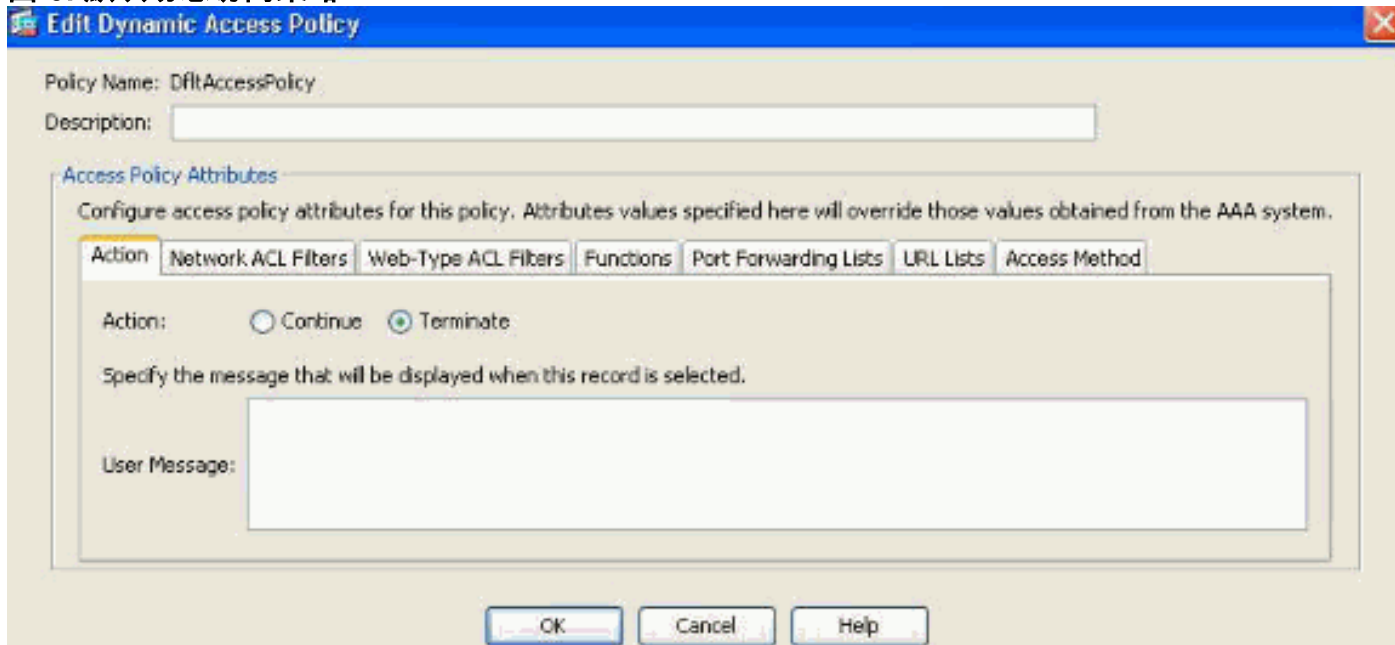 Edit Dynamic Access Policy
Policy Name: DfltAccessPolicy
Description:
Access Policy Attributes
Configure access policy attributes for this policy. Attributes values specified here will override those values obtained from the AAA system.
Action Network ACL Filters Web-Type ACL Filters Functions Port Forwarding Lists URL Lists Access Method
Action: Continue Terminate
Specify the message that will be displayed when this record is selected.
User Message:
OK Cancel Help